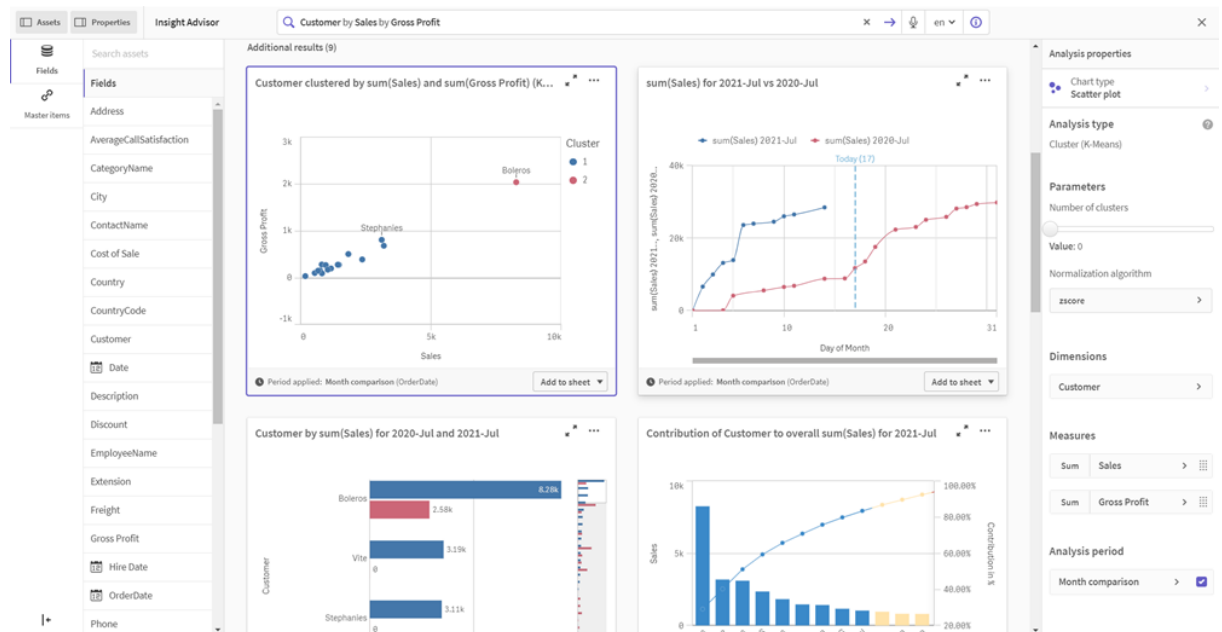 Assets
Properties
Insight Advisor
Customer by Sales by Gross Profit
en
Fields
Master items
Search assets
Fields
Address
AverageCallSatisfaction
CategoryName
City
ContactName
Cost of Sale
Country
CountryCode
Customer
Date
Description
Discount
EmployeeName
Extension
Freight
Gross Profit
Hire Date
OrderDate
Phone
Additional results (9)
Customer clustered by sum(Sales) and sum(Gross Profit) (K...
3k
2k
1k
0
-1k
Gross Profit
Boleros
Stephanies
Cluster
1
2
0
5k
10k
Sales
Period applied: Month comparison (OrderDate)
Add to sheet
sum(Sales) for 2021-Jul vs 2020-Jul
sum(Sales) 2021-Jul
sum(Sales) 2020-Jul
Today (17)
40k
20k
0
sum(Sales) 2021..., sum(Sales) 2020...
1
10
20
31
Day of Month
Period applied: Month comparison (OrderDate)
Add to sheet
Customer by sum(Sales) for 2020-Jul and 2021-Jul
Customer
Boleros
8.28k
2.58k
Vite
3.19k
0
Stephanies
3.11k
0
Contribution of Customer to overall sum(Sales) for 2021-Jul
10k
5k
0
Sales
100.00%
80.00%
60.00%
40.00%
20.00%
Contribution in %
Analysis properties
Chart type
Scatter plot
Analysis type
Cluster (K-Means)
Parameters
Number of clusters
Value: 0
Normalization algorithm
zscore
Dimensions
Customer
Measures
Sum
Sales
Sum
Gross Profit
Analysis period
Month comparison